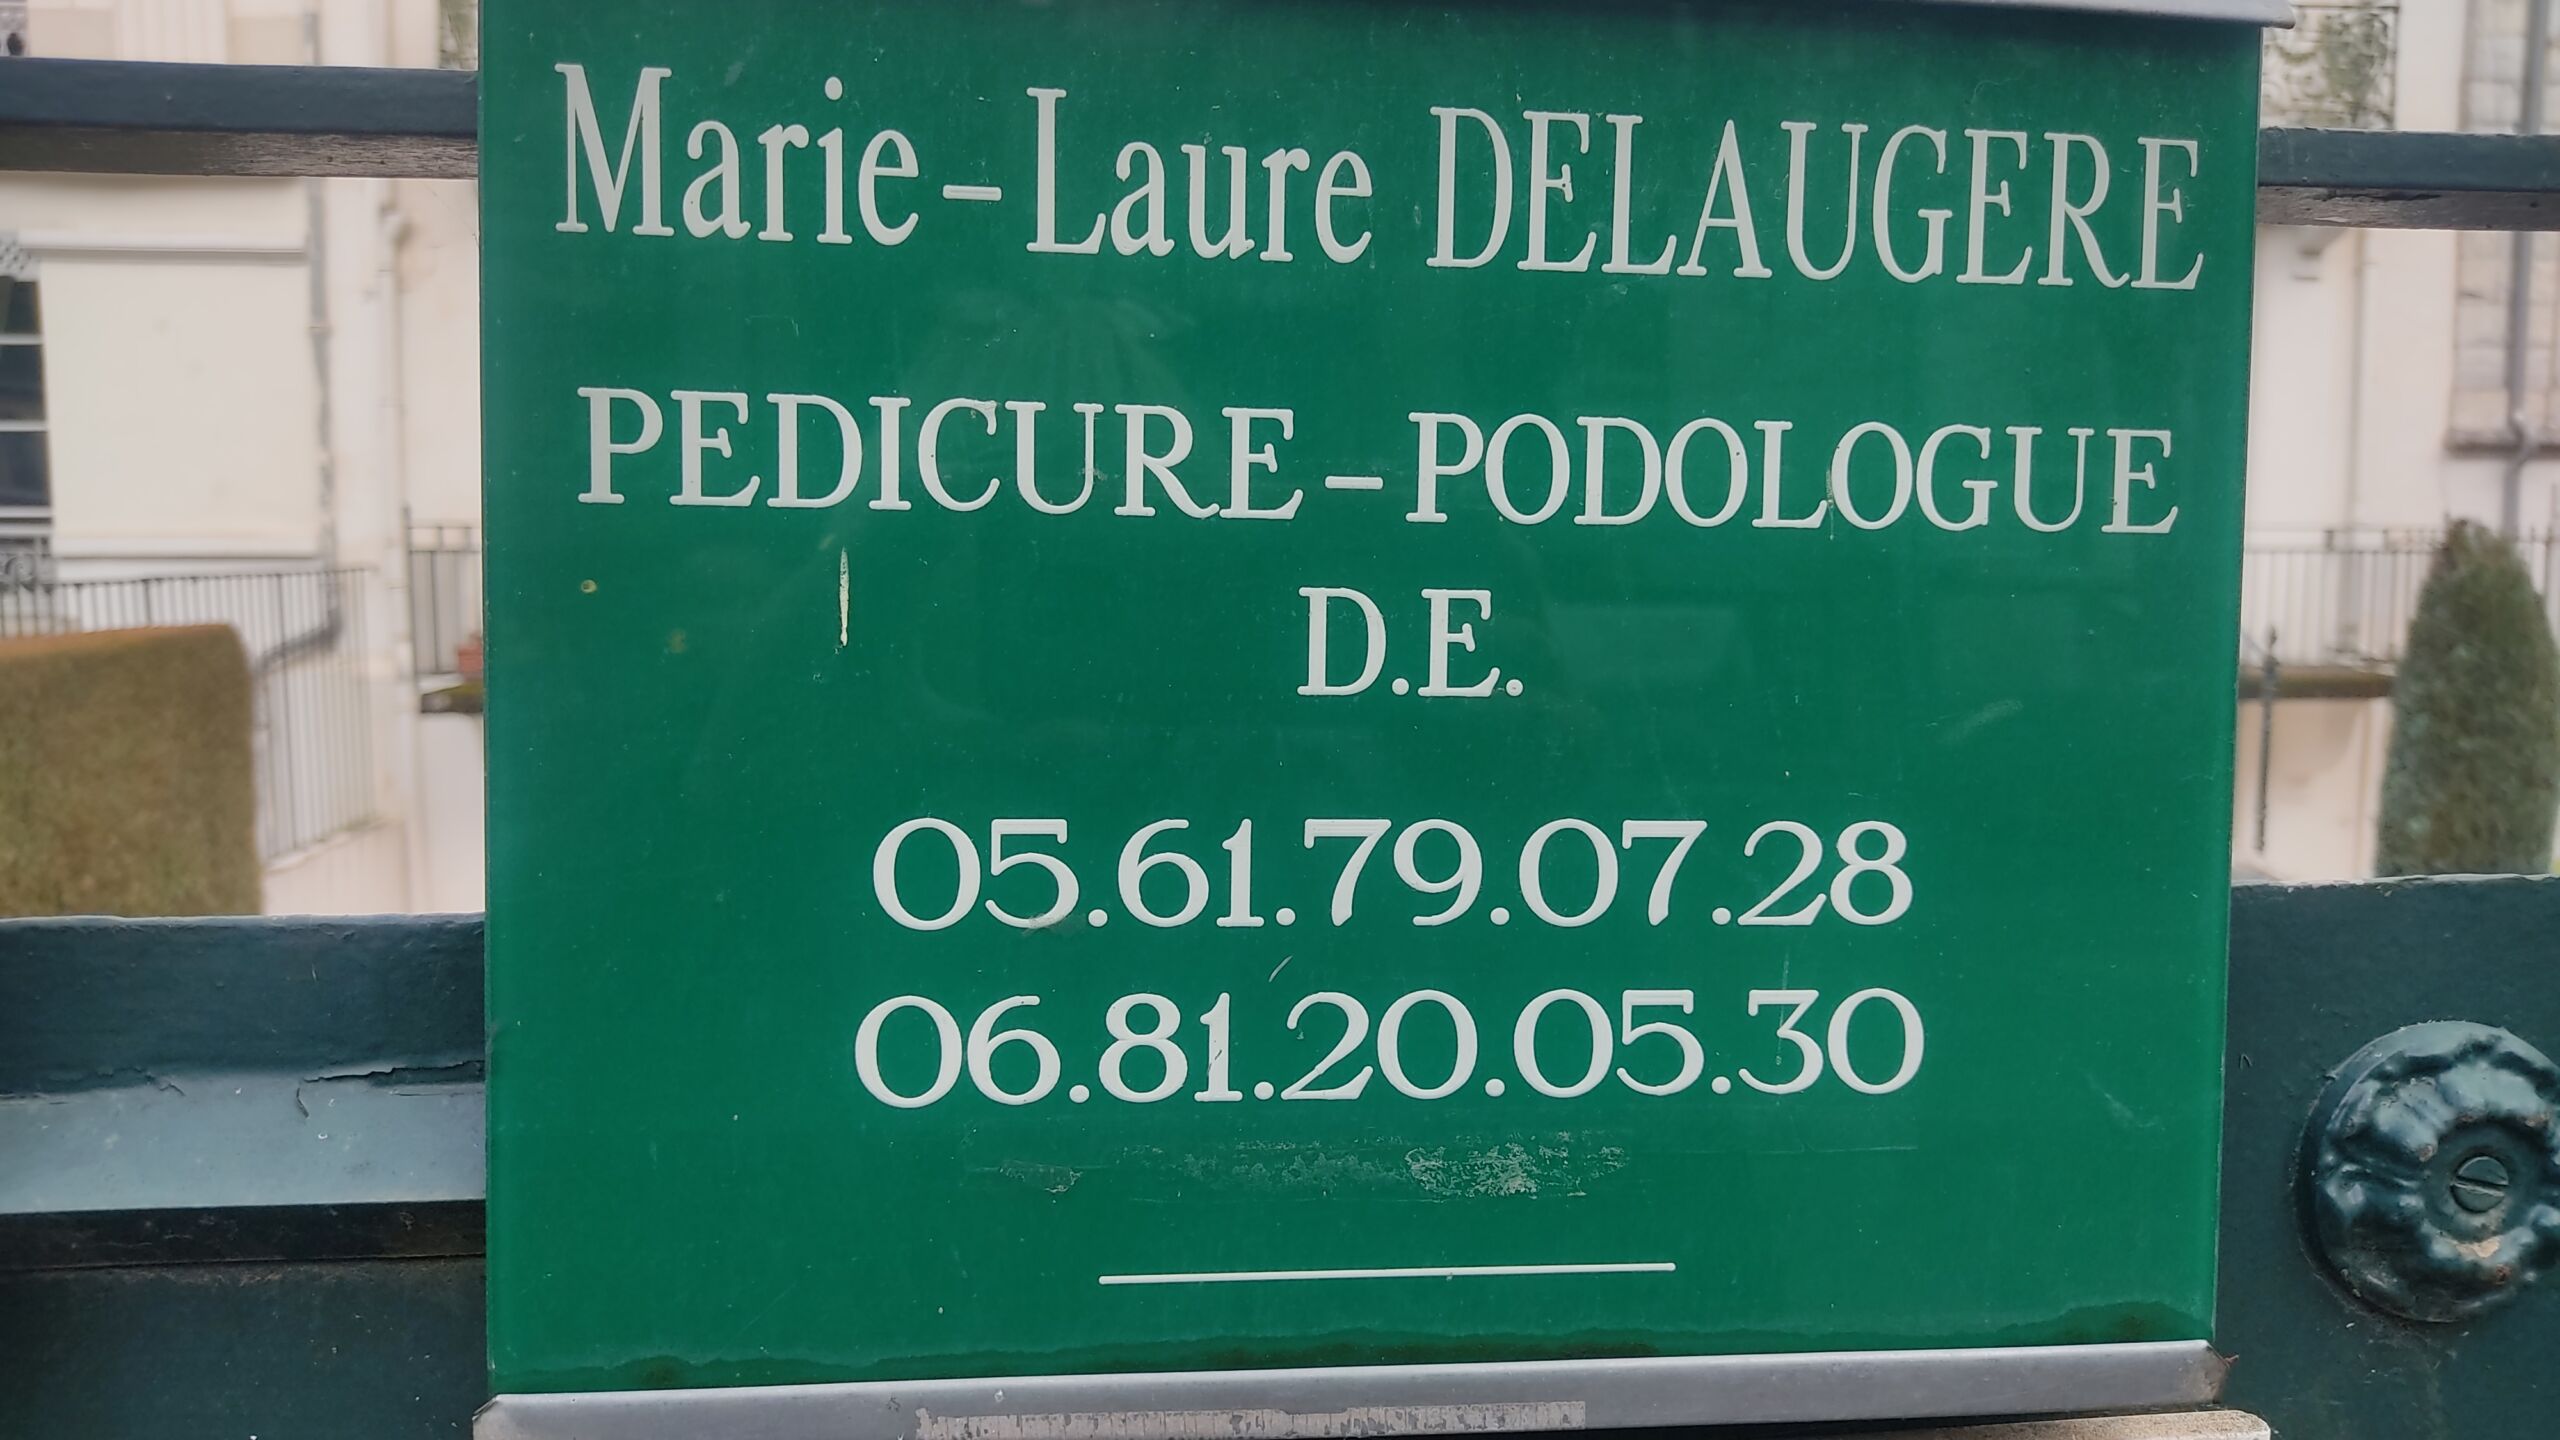 Marie-Laure DELAUGERE
PEDICURE-PODOLOGUE
D.E.
05.61.79.07.28
06.81.20.05.30